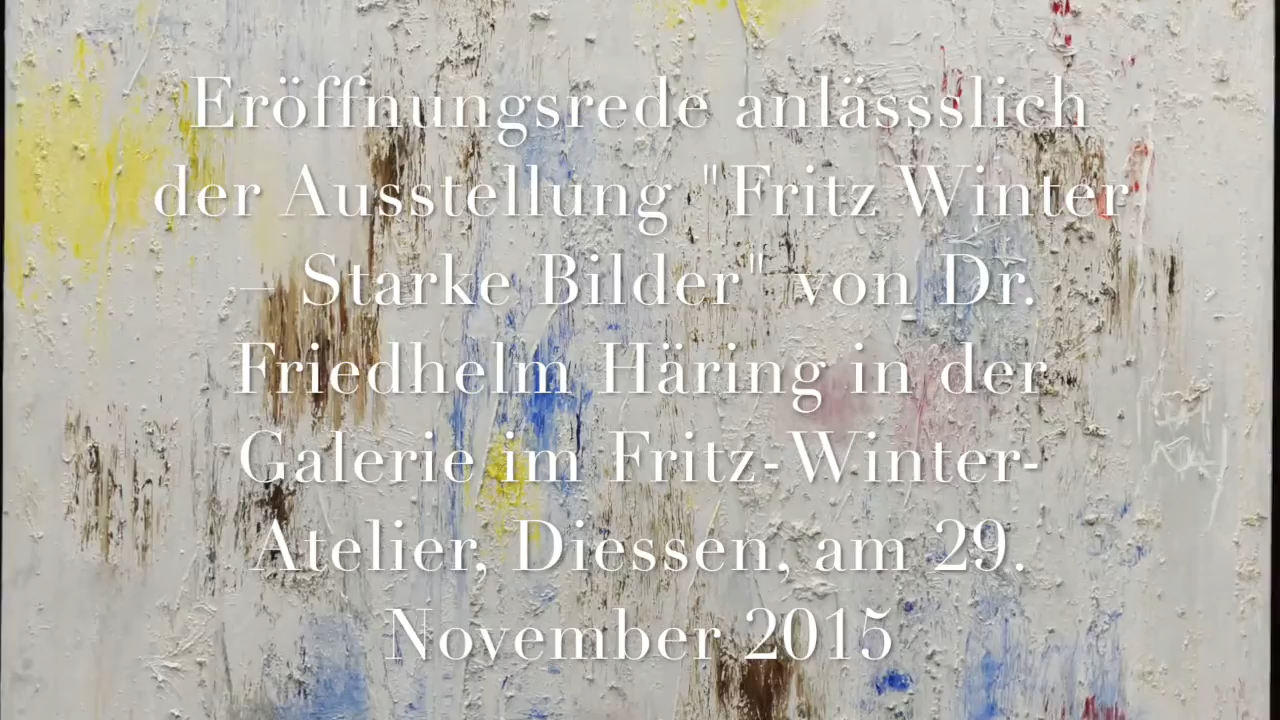 Eröffnungsrede anlässslich
der Ausstellung "Fritz Winter
– Starke Bilder" von Dr.
Friedhelm Häring in der
Galerie im Fritz-Winter-
Atelier, Diessen, am 29.
November 2015